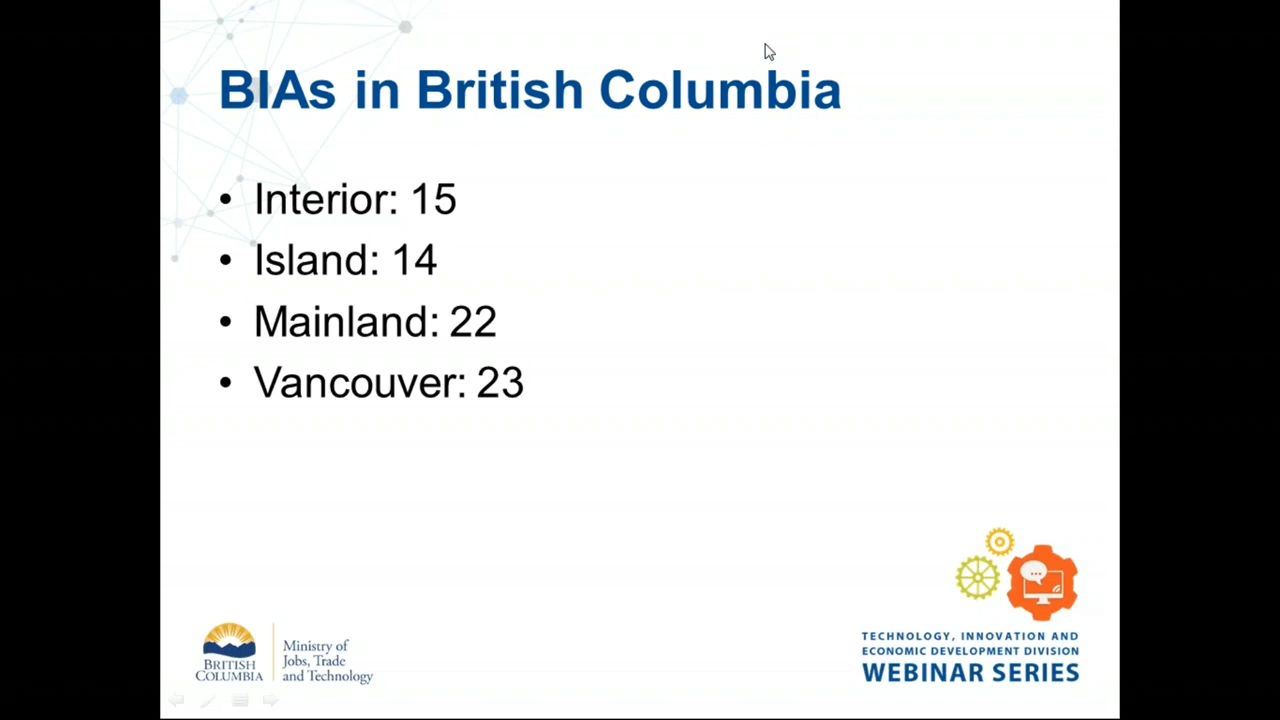 BIAs in British Columbia
• Interior: 15
• Island: 14
• Mainland: 22
• Vancouver: 23
BRITISH
COLUMBIA
Ministry of
Jobs, Trade
and Technology
TECHNOLOGY, INNOVATION AND
ECONOMIC DEVELOPMENT DIVISION
WEBINAR SERIES